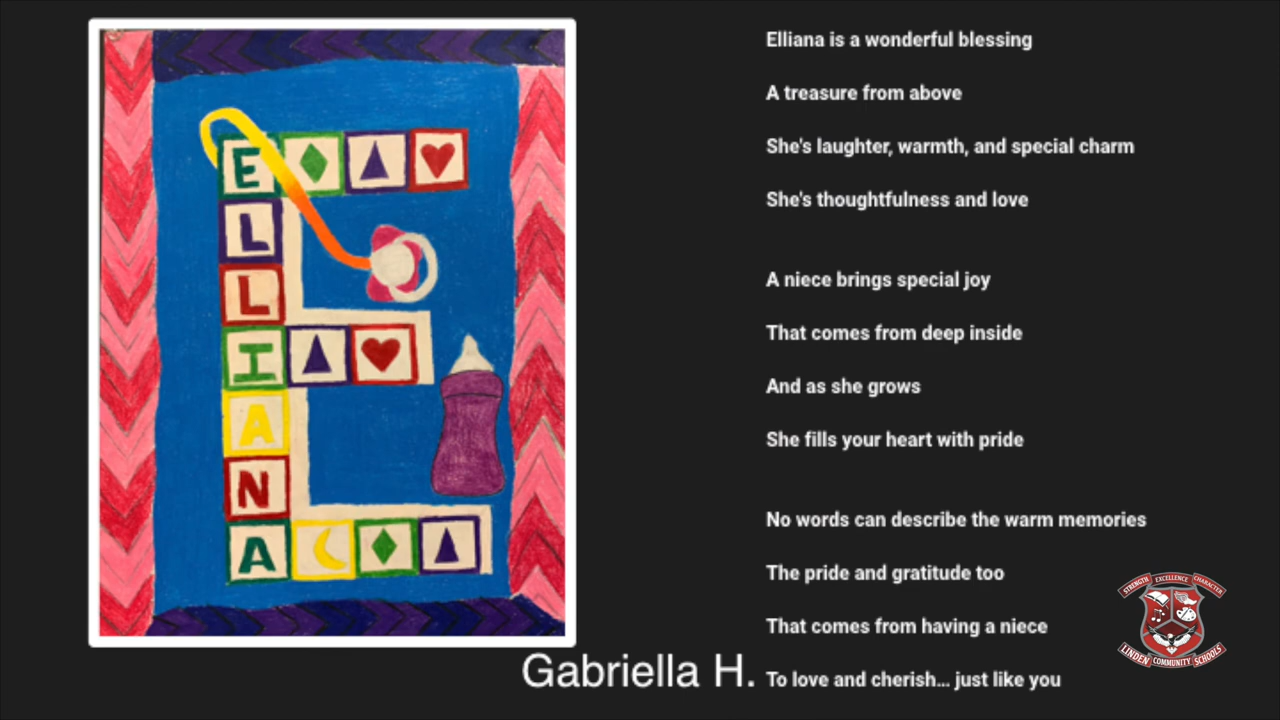 E
L
L
I
A
N
A
Elliana is a wonderful blessing
A treasure from above
She's laughter, warmth, and special charm
She's thoughtfulness and love
A niece brings special joy
That comes from deep inside
And as she grows
She fills your heart with pride
No words can describe the warm memories
The pride and gratitude too
That comes from having a niece
To love and cherish... just like you
Gabriella H.
STRENGTH EXCELLENCE CHARACTER
LINDEN COMMUNITY SCHOOLS